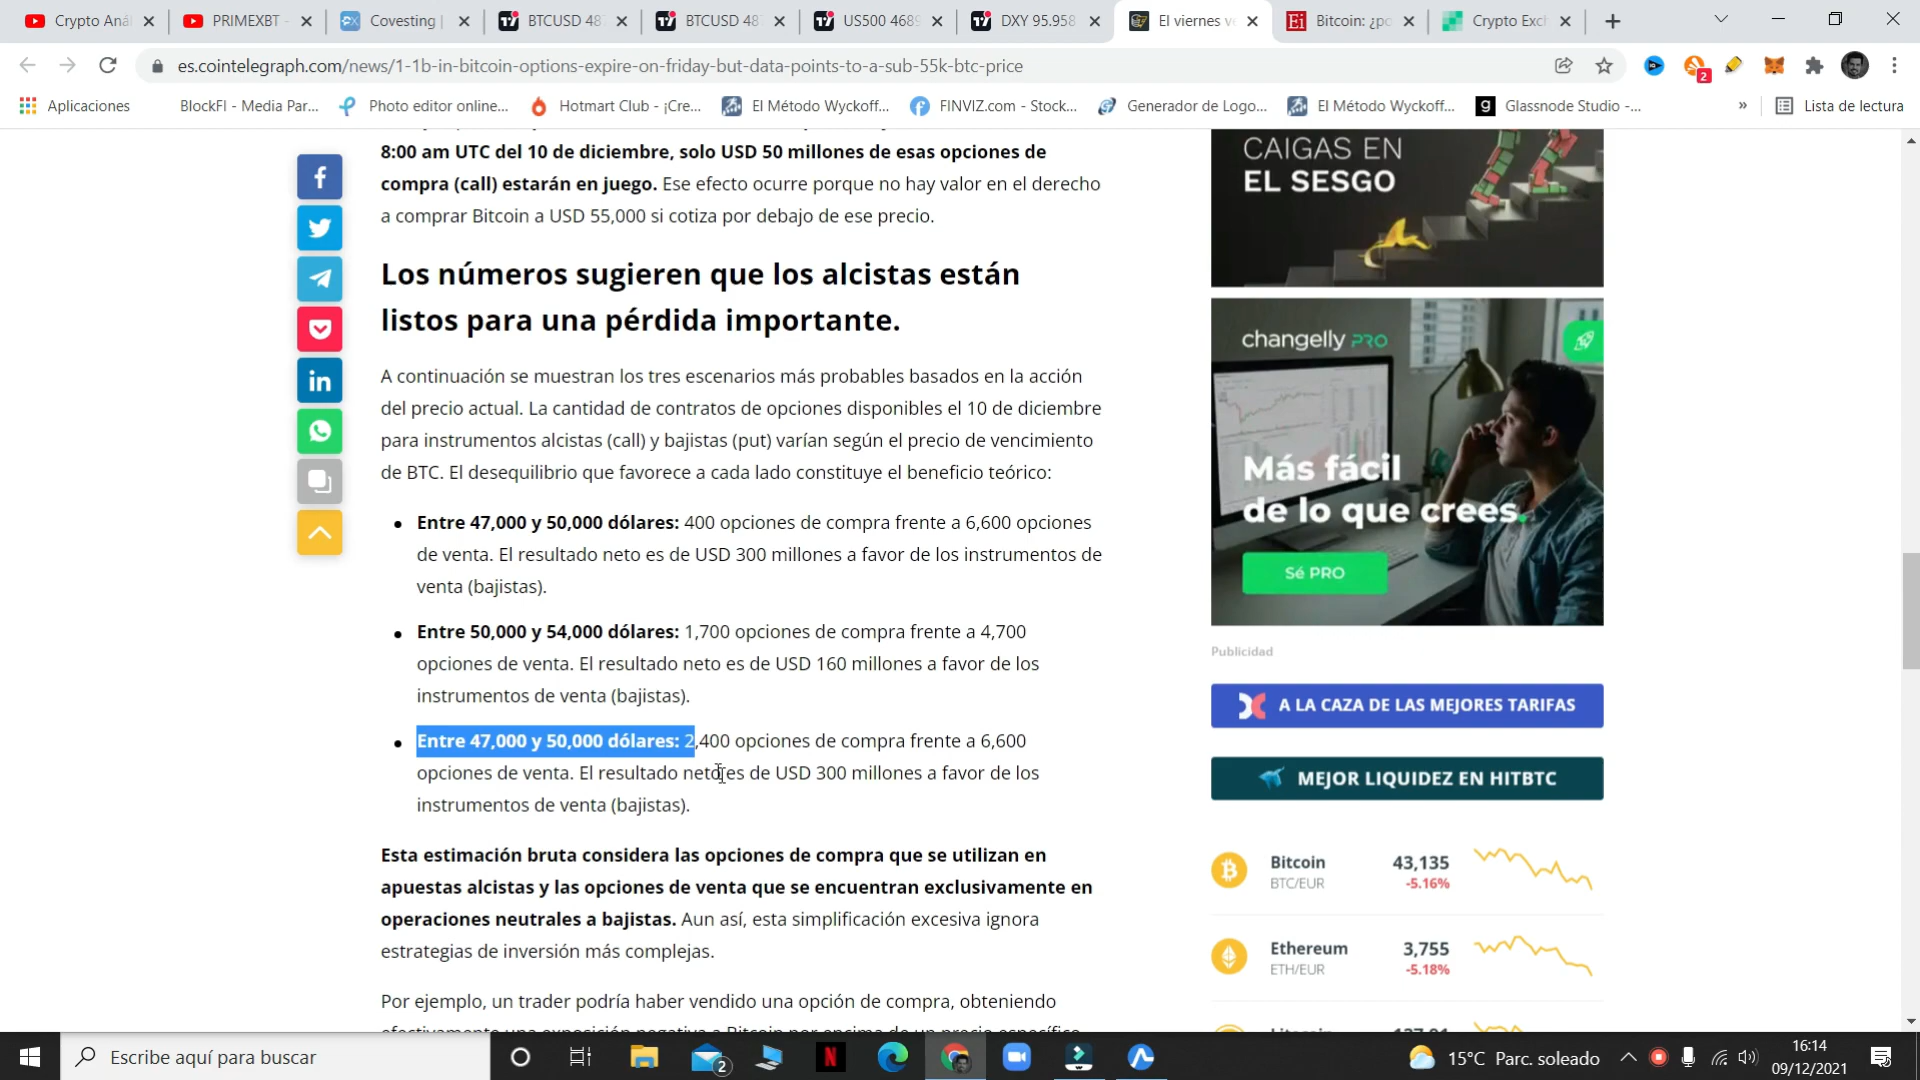 Crypto Aná
PRIMEXBT -
Covesting |
BTCUSD 48
BTCUSD 48
US500 4689
DXY 95.958
El viernes v
Bitcoin: ¿po
Crypto Exc
es.cointelegraph.com/news/1-1b-in-bitcoin-options-expire-on-friday-but-data-points-to-a-sub-55k-btc-price
2
Aplicaciones
BlockFI - Media Par...
Photo editor online...
Hotmart Club - ¡Cre...
El Método Wyckoff...
FINVIZ.com - Stock...
Generador de Logo...
El Método Wyckoff...
Glassnode Studio -...
»
Lista de lectura
8:00 am UTC del 10 de diciembre, solo USD 50 millones de esas opciones de
compra (call) estarán en juego. Ese efecto ocurre porque no hay valor en el derecho
a comprar Bitcoin a USD 55,000 si cotiza por debajo de ese precio.
Los números sugieren que los alcistas están
listos para una pérdida importante.
A continuación se muestran los tres escenarios más probables basados en la acción
del precio actual. La cantidad de contratos de opciones disponibles el 10 de diciembre
para instrumentos alcistas (call) y bajistas (put) varían según el precio de vencimiento
de BTC. El desequilibrio que favorece a cada lado constituye el beneficio teórico:
Entre 47,000 y 50,000 dólares: 400 opciones de compra frente a 6,600 opciones
de venta. El resultado neto es de USD 300 millones a favor de los instrumentos de
venta (bajistas).
Entre 50,000 y 54,000 dólares: 1,700 opciones de compra frente a 4,700
opciones de venta. El resultado neto es de USD 160 millones a favor de los
instrumentos de venta (bajistas).
Entre 47,000 y 50,000 dólares: 2,400 opciones de compra frente a 6,600
opciones de venta. El resultado neto es de USD 300 millones a favor de los
instrumentos de venta (bajistas).
Esta estimación bruta considera las opciones de compra que se utilizan en
apuestas alcistas y las opciones de venta que se encuentran exclusivamente en
operaciones neutrales a bajistas. Aun así, esta simplificación excesiva ignora
estrategias de inversión más complejas.
Por ejemplo, un trader podría haber vendido una opción de compra, obteniendo
efectivamente una exposición negativa a Bitcoin por encima de un precio específico.
CAIGAS EN
EL SESGO
changelly PRO
Más fácil
de lo que crees.
Sé PRO
Publicidad
A LA CAZA DE LAS MEJORES TARIFAS
MEJOR LIQUIDEZ EN HITBTC
Bitcoin 43,135
BTC/EUR -5.16%
Ethereum 3,755
ETH/EUR -5.18%
Escribe aquí para buscar
2
15°C Parc. soleado
16:14
09/12/2021